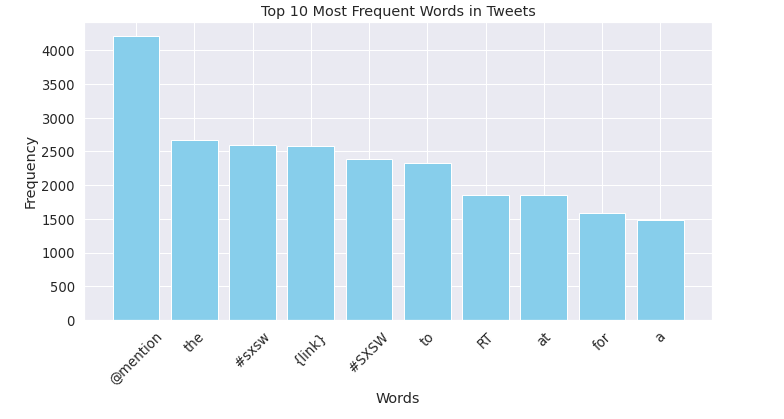 Top 10 Most Frequent Words in Tweets
Frequency
4000
3500
3000
2500
2000
1500
1000
500
0
@mention
the
#sxsw
{link}
#SXSW
to
RT
at
for
a
Words